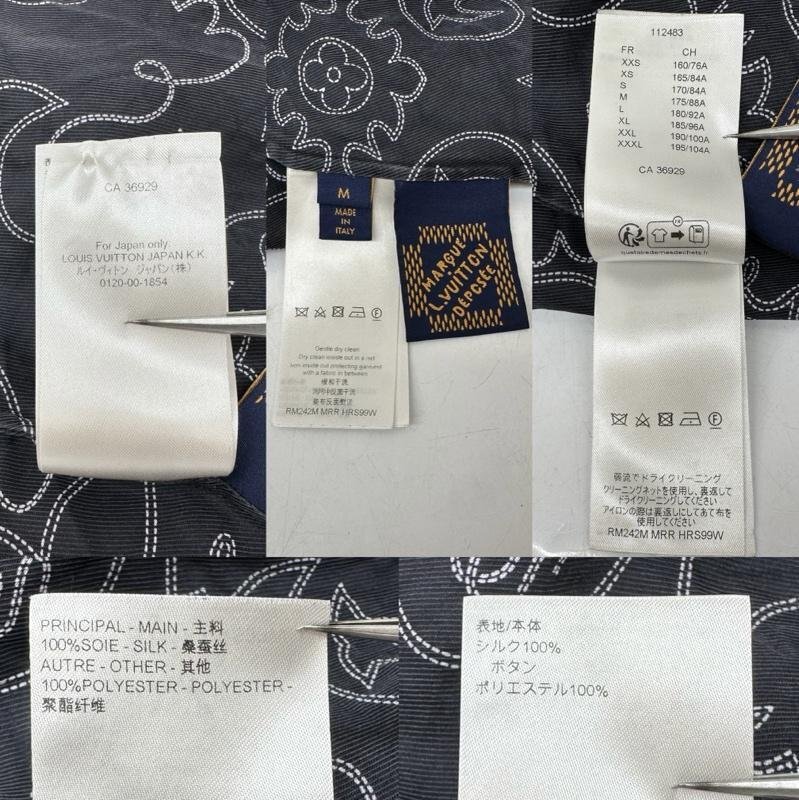 CA 36929
For Japan only.
LOUIS VUITTON JAPAN K.K.
ルイ・ヴィトン ジャパン(株)
0120-00-1854
M
MADE
IN
ITALY
MARQUE
L.VUITTON
DÉPOSÉE
Gentle dry clean
Dry clean inside out in a net
Iron inside out protecting garment
with a fabric in between
缓和干洗
RM242M MRR HRS99W
112483
FR CH
XXS 160/76A
XS 165/84A
S 170/84A
M 175/88A
L 180/92A
XL 185/96A
XXL 190/100A
XXXL 195/104A
CA 36929
FR
quefairedemesdechets.fr
弱流でドライクリーニング
クリーニングネットを使用し、裏返して
ドライクリーニングしてください
アイロンの際は裏返しにしてあて布を
使用してください
RM242M MRR HRS99W
PRINCIPAL - MAIN - 主料
100%SOIE - SILK - 桑蚕丝
AUTRE - OTHER - 其他
100%POLYESTER - POLYESTER -
聚酯纤维
表地/本体
シルク100%
ボタン
ポリエステル100%